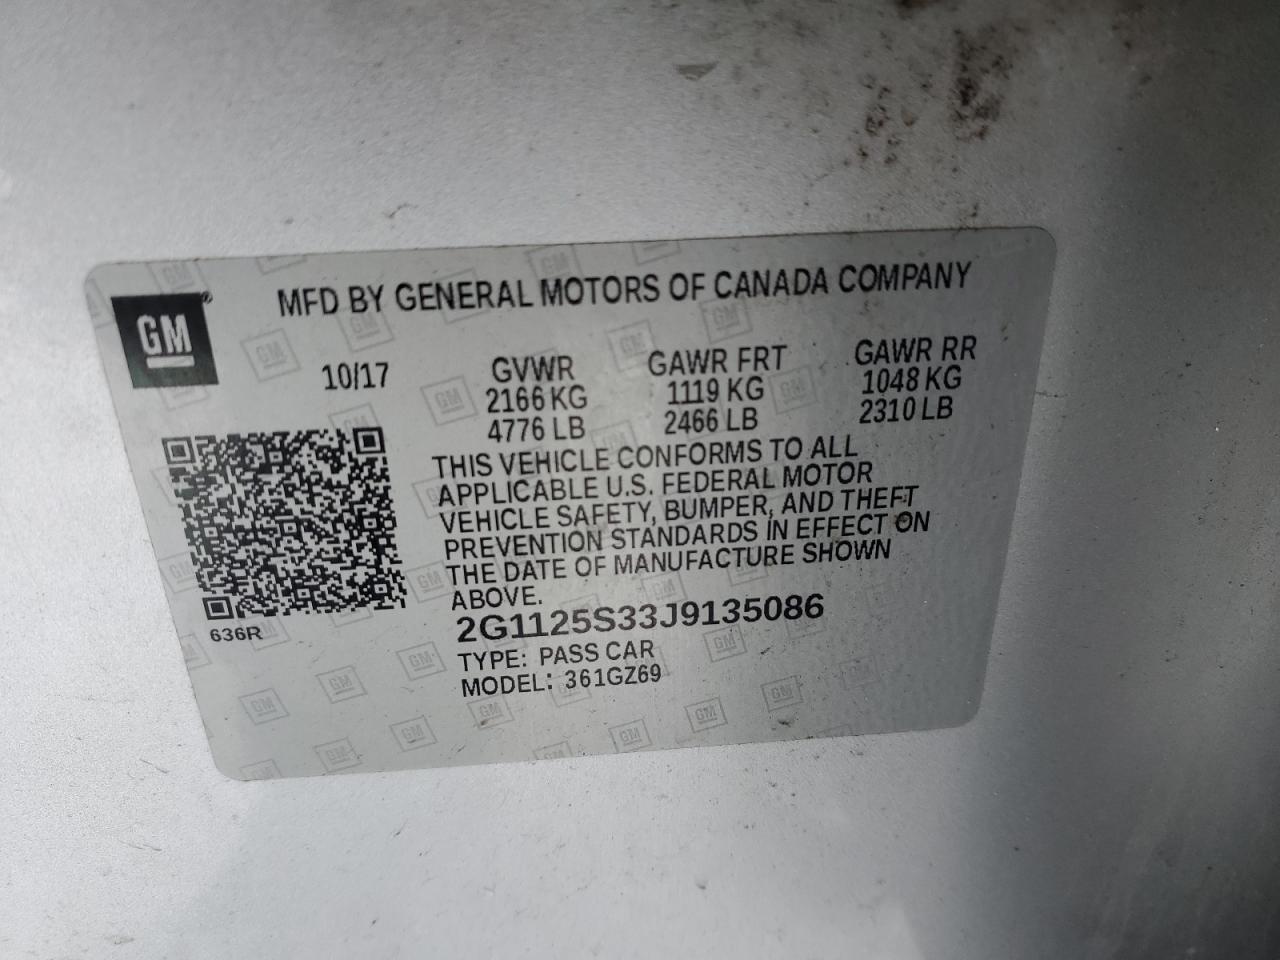 GM®
MFD BY GENERAL MOTORS OF CANADA COMPANY
10/17
GVWR
2166 KG
4776 LB
GAWR FRT
1119 KG
2466 LB
GAWR RR
1048 KG
2310 LB
THIS VEHICLE CONFORMS TO ALL
APPLICABLE U.S. FEDERAL MOTOR
VEHICLE SAFETY, BUMPER, AND THEFT
PREVENTION STANDARDS IN EFFECT ON
THE DATE OF MANUFACTURE SHOWN
ABOVE.
636R
2G1125S33J9135086
TYPE: PASS CAR
MODEL: 361GZ69